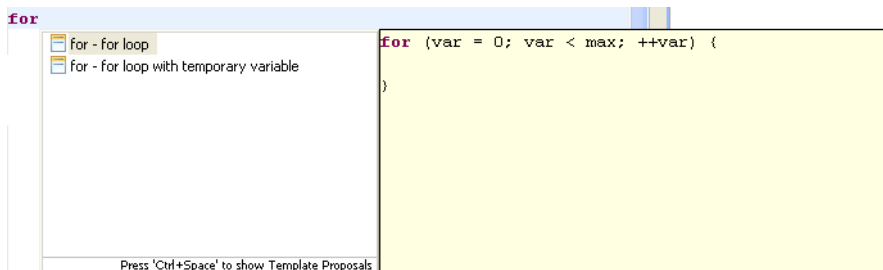 for
for - for loop
for - for loop with temporary variable
Press 'Ctrl+Space' to show Template Proposals
for (var = 0; var < max; ++var) {
}